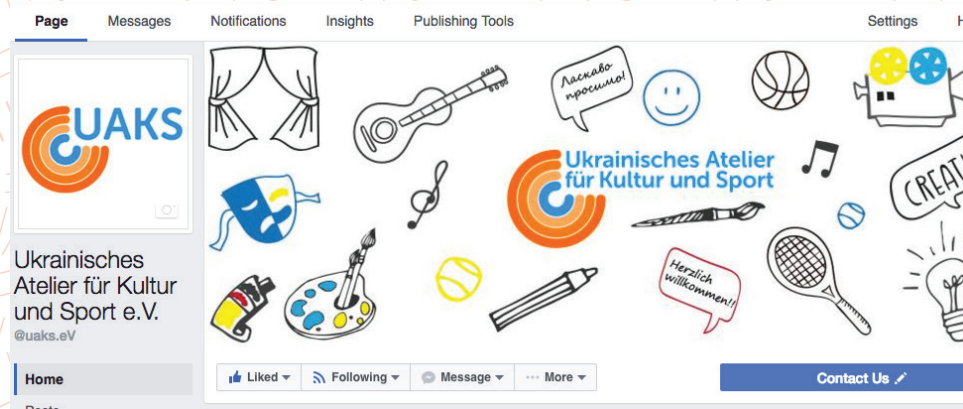 Page Messages Notifications Insights Publishing Tools Settings
UAKS
Ласкаво
просимо!
Ukrainisches Atelier
für Kultur und Sport
Herzlich
willkommen!!
Ukrainisches
Atelier für Kultur
und Sport e.V.
@uaks.eV
Home
Liked Following Message ··· More Contact Us